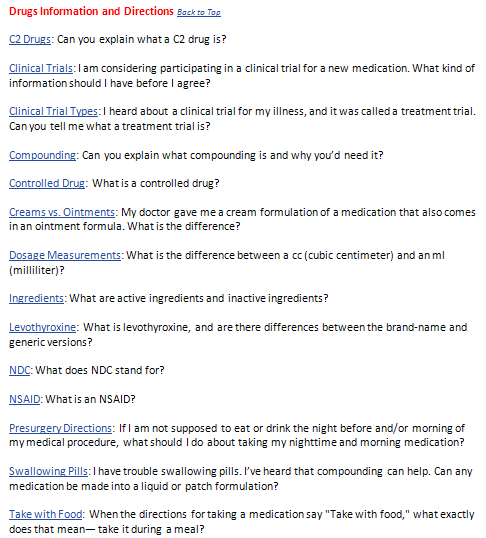 Drugs Information and Directions Back to Top
C2 Drugs: Can you explain what a C2 drug is?
Clinical Trials: I am considering participating in a clinical trial for a new medication. What kind of
information should I have before I agree?
Clinical Trial Types: I heard about a clinical trial for my illness, and it was called a treatment trial.
Can you tell me what a treatment trial is?
Compounding: Can you explain what compounding is and why you'd need it?
Controlled Drug: What is a controlled drug?
Creams vs. Ointments: My doctor gave me a cream formulation of a medication that also comes
in an ointment formula. What is the difference?
Dosage Measurements: What is the difference between a cc (cubic centimeter) and an ml
(milliliter)?
Ingredients: What are active ingredients and inactive ingredients?
Levothyroxine: What is levothyroxine, and are there differences between the brand-name and
generic versions?
NDC: What does NDC stand for?
NSAID: What is an NSAID?
Presurgery Directions: If I am not supposed to eat or drink the night before and/or morning of
my medical procedure, what should I do about taking my nighttime and morning medication?
Swallowing Pills: I have trouble swallowing pills. I've heard that compounding can help. Can any
medication be made into a liquid or patch formulation?
Take with Food: When the directions for taking a medication say "Take with food," what exactly
does that mean— take it during a meal?